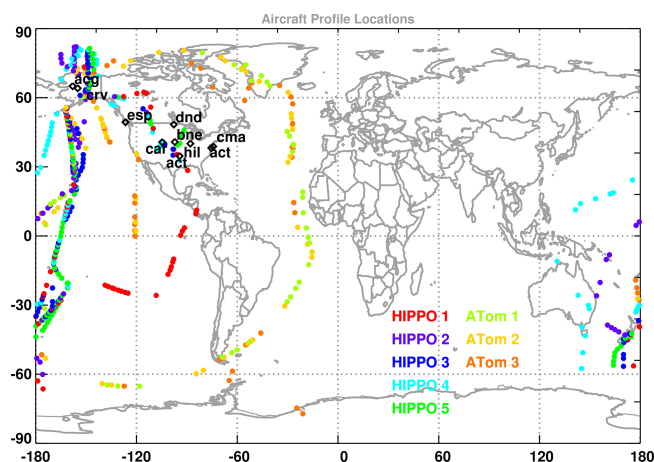 Aircraft Profile Locations
90
60
30
0
-30
-60
-90
acg
crv
esp
dnd
bne
cma
car
hil
act
act
HIPPO 1 ATom 1
HIPPO 2 ATom 2
HIPPO 3 ATom 3
HIPPO 4
HIPPO 5
-180 -120 -60 0 60 120 180